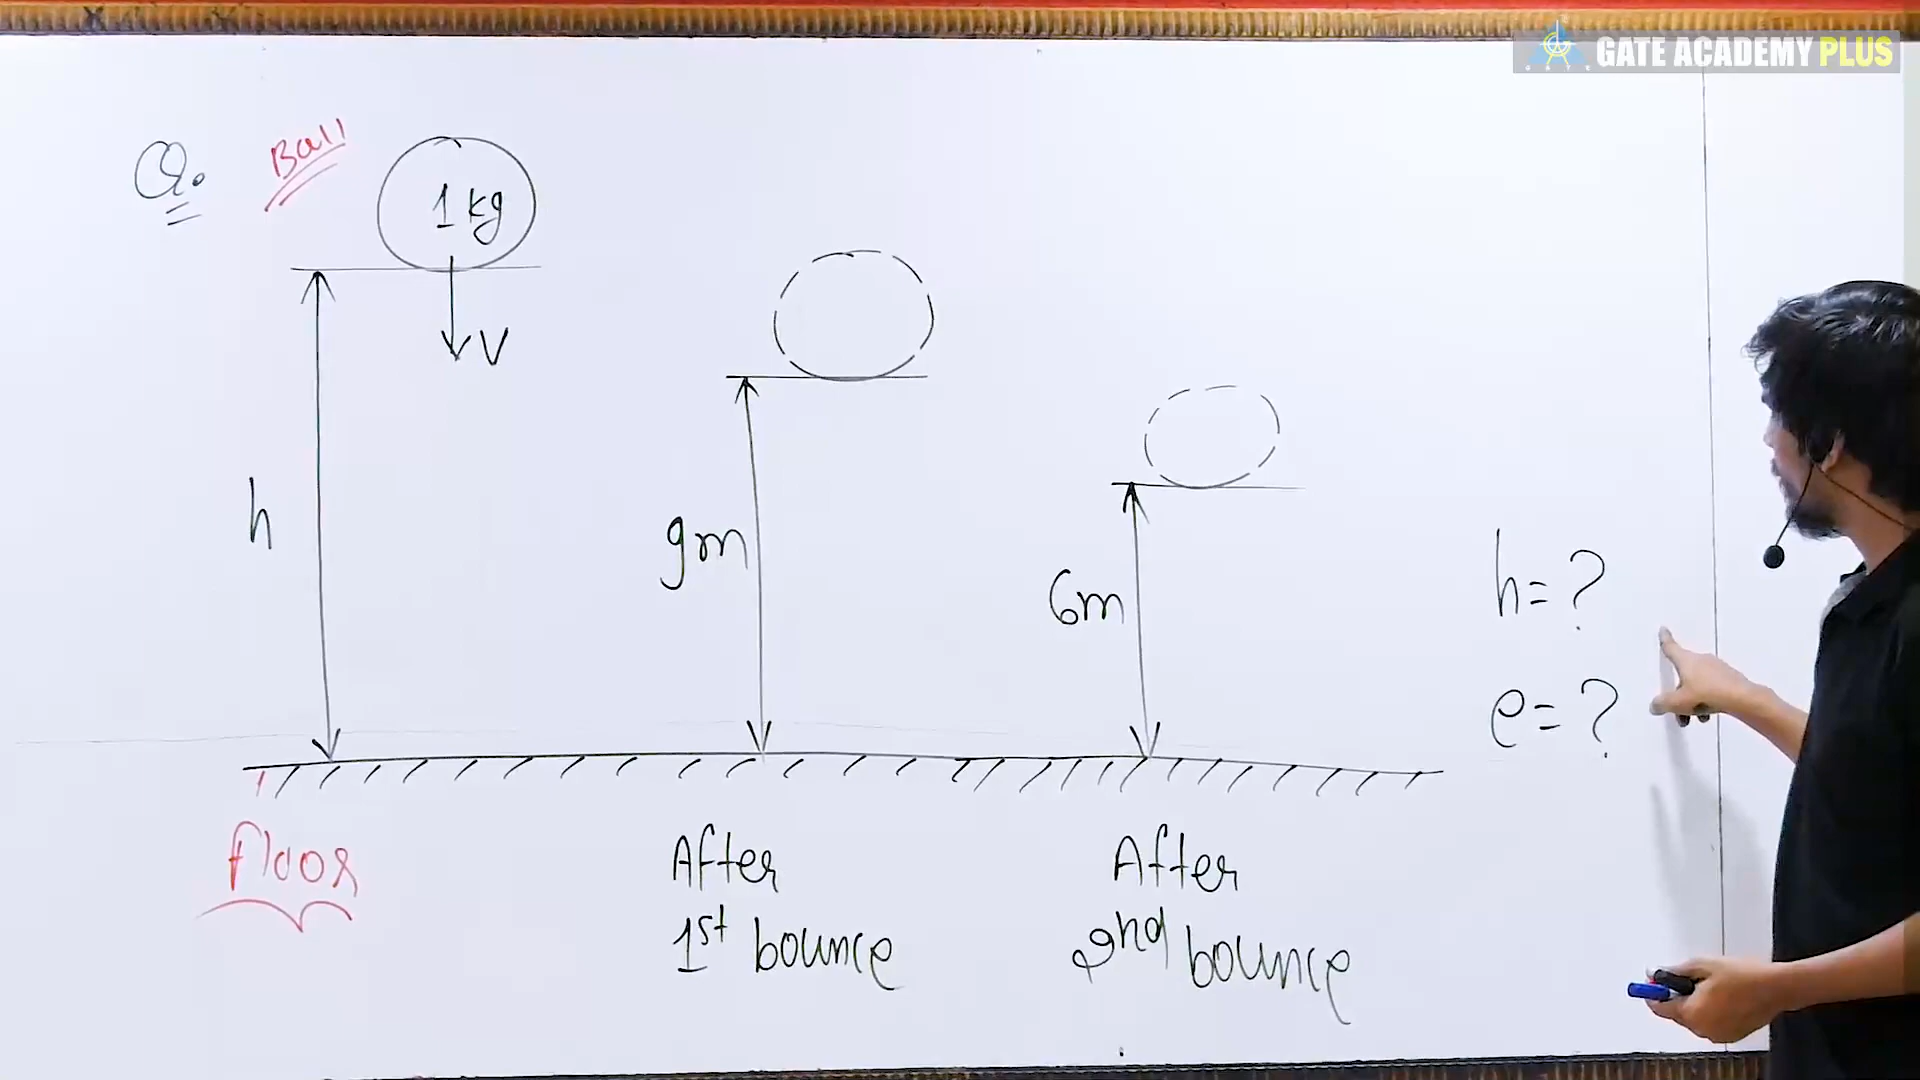 GATE ACADEMY PLUS
Q. Ball
1 kg
V
h
9m
6m
h = ?
e = ?
floor
After
1st bounce
After
2nd bounce